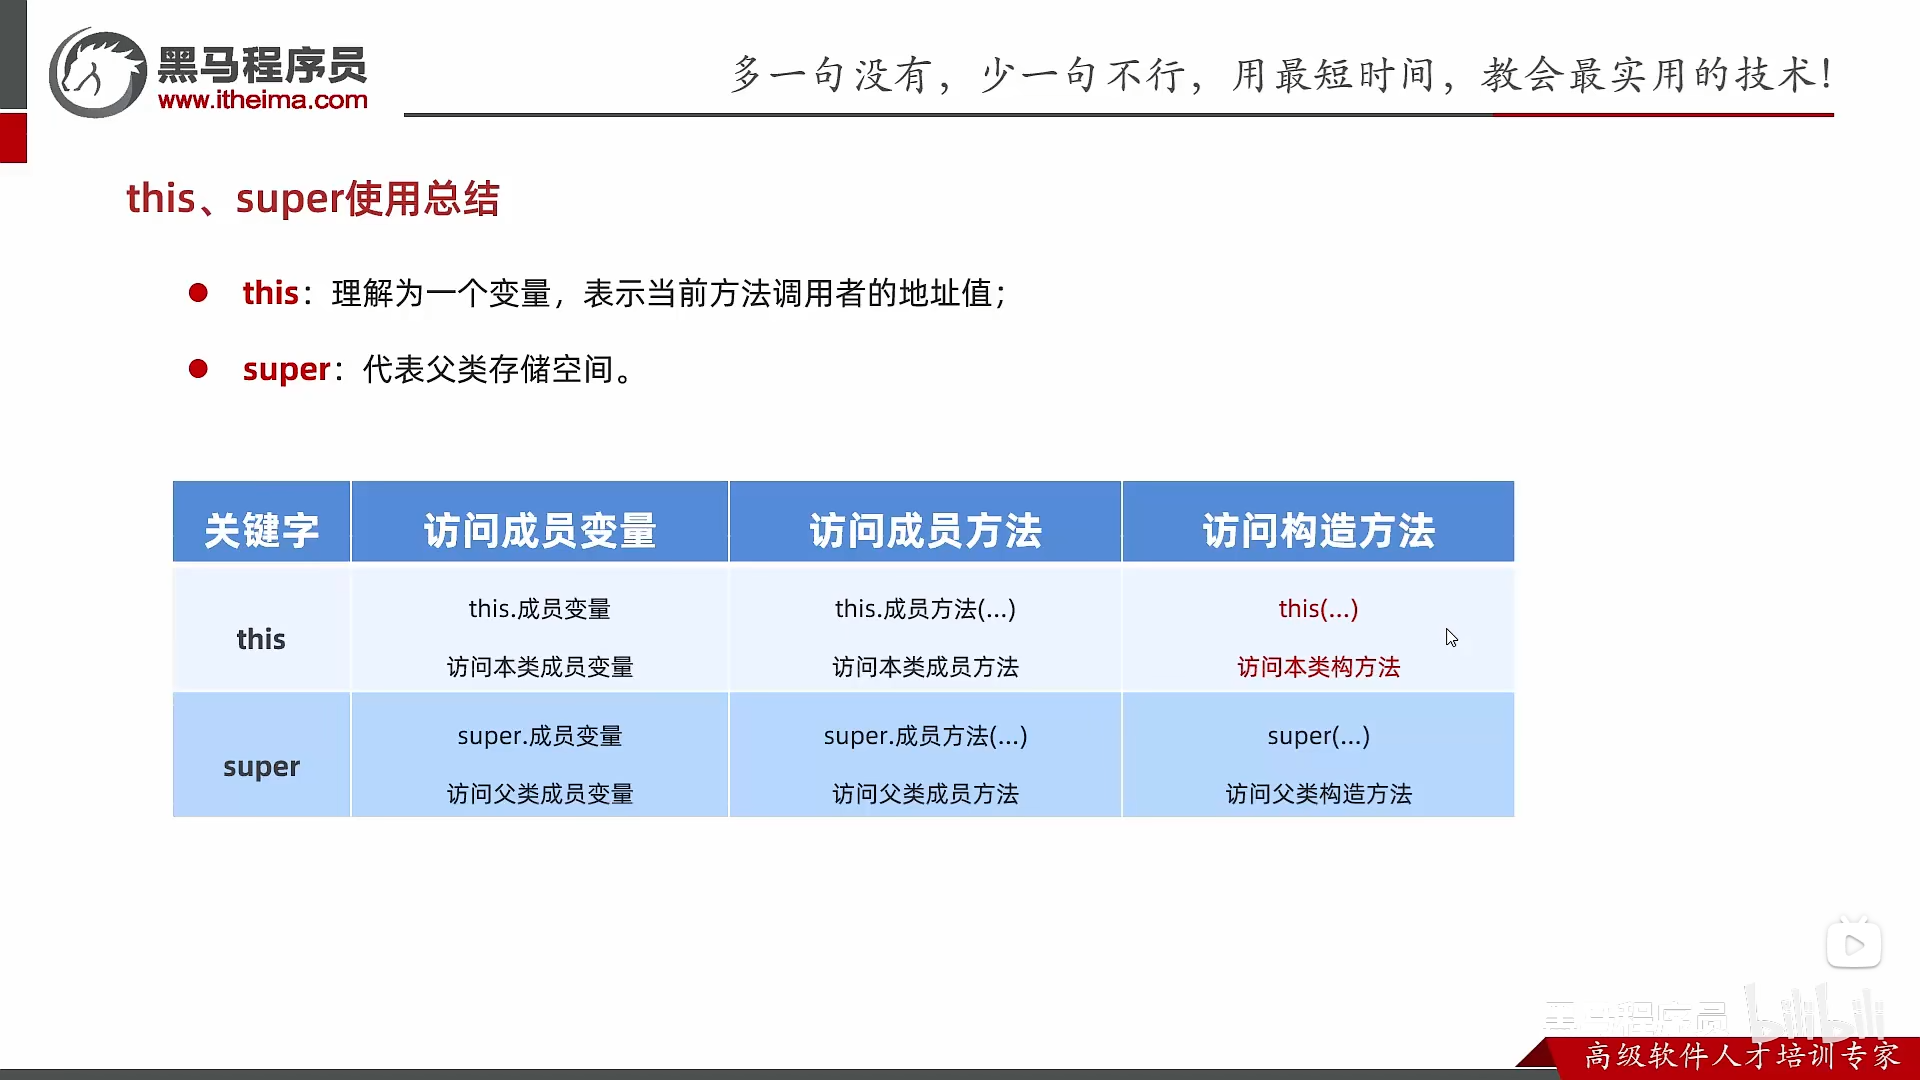 黑马程序员
www.itheima.com
多一句没有，少一句不行，用最短时间，教会最实用的技术！
this、super使用总结
this：理解为一个变量，表示当前方法调用者的地址值；
super：代表父类存储空间。
关键字 访问成员变量 访问成员方法 访问构造方法
this
this.成员变量
访问本类成员变量
this.成员方法(...)
访问本类成员方法
this(...)
访问本类构方法
super
super.成员变量
访问父类成员变量
super.成员方法(...)
访问父类成员方法
super(...)
访问父类构造方法
黑马程序员 bilibili
高级软件人才培训专家